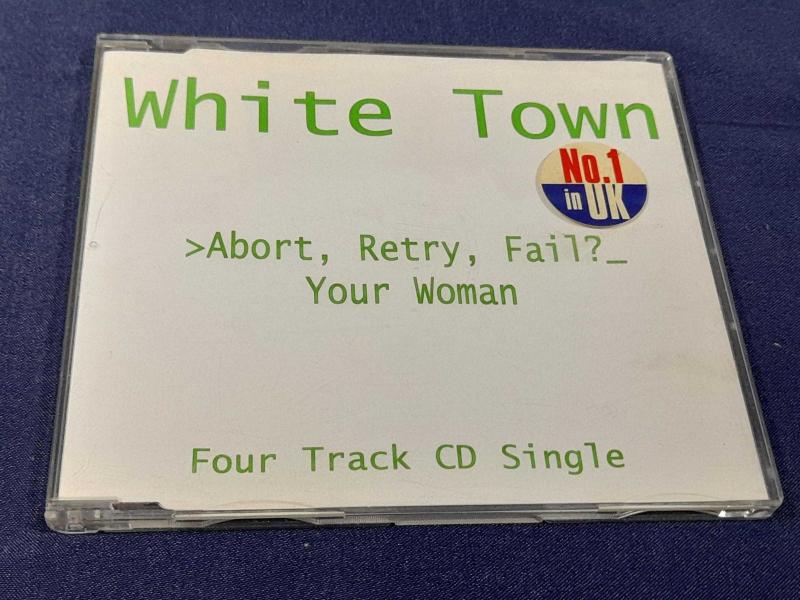 White Town
No.1
in UK
>Abort, Retry, Fail?_
Your Woman
Four Track CD Single